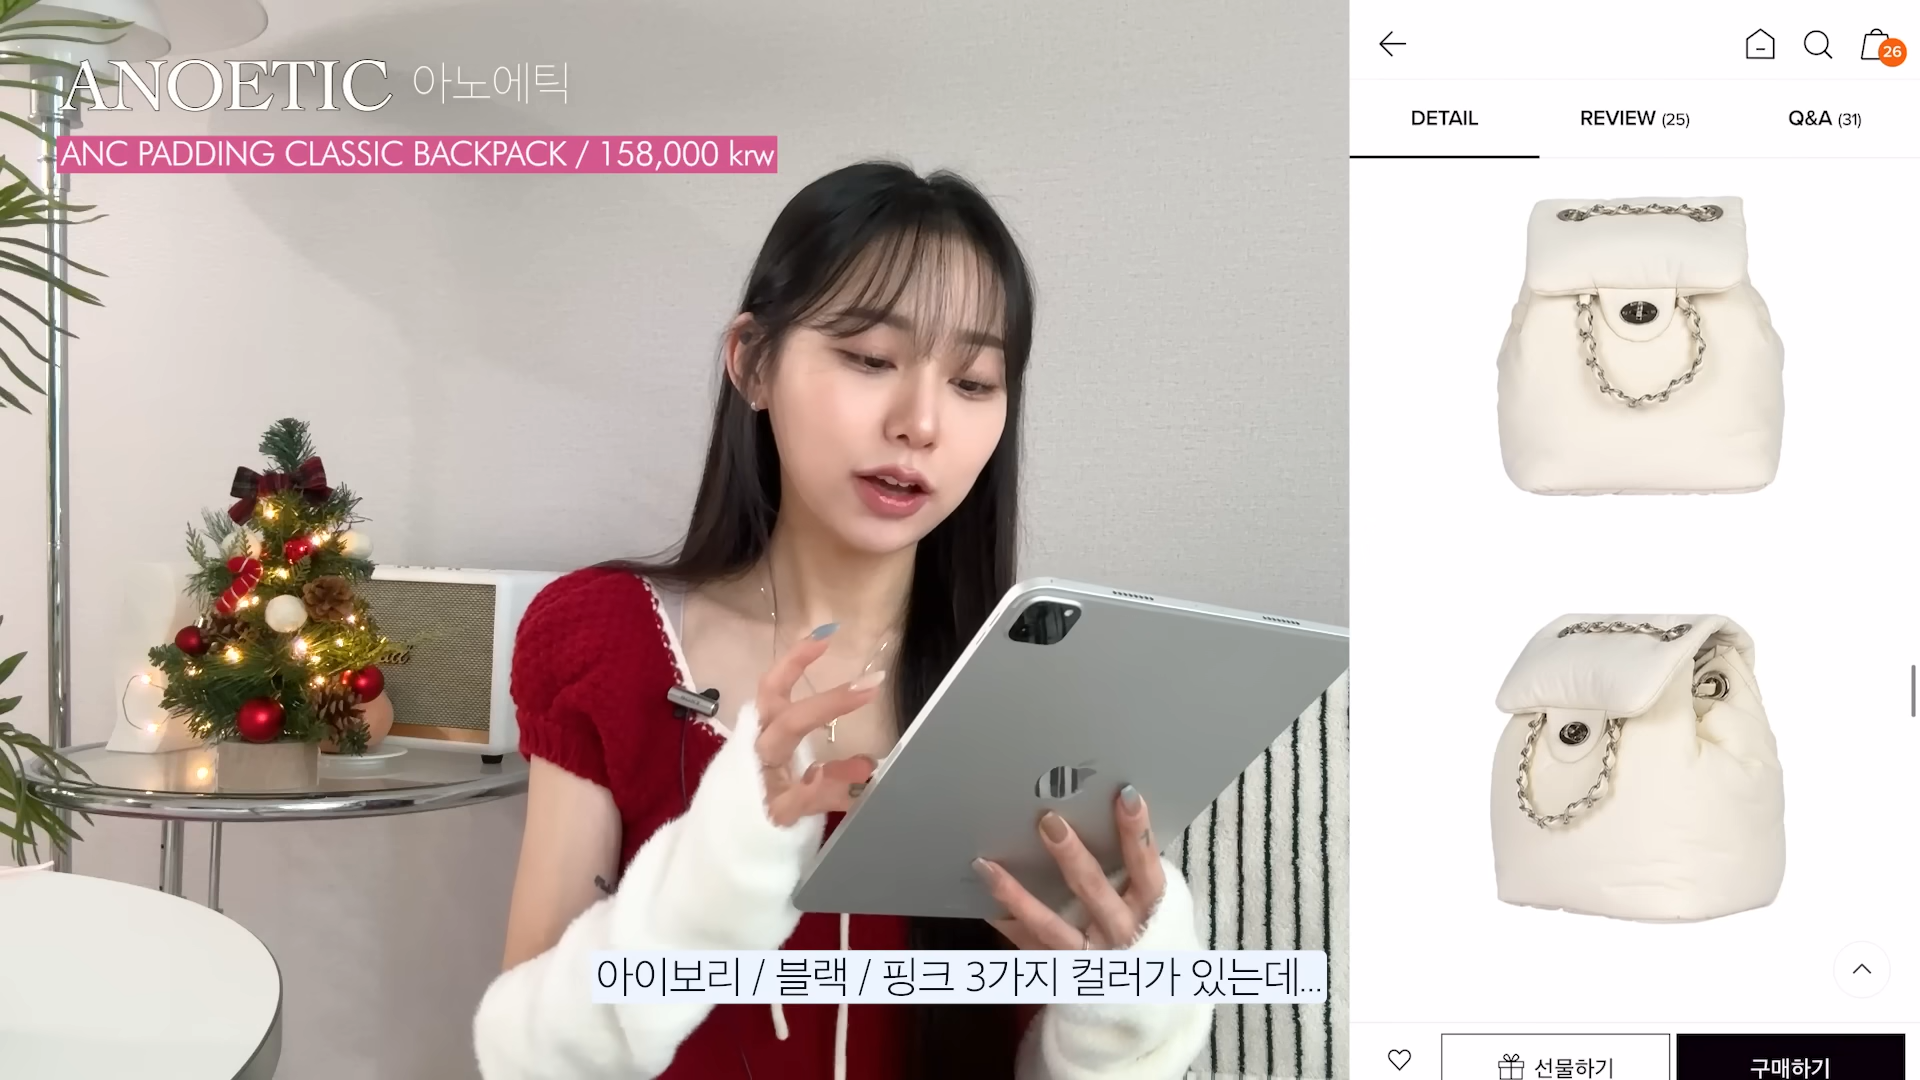 ANOETIC 아노에틱
ANC PADDING CLASSIC BACKPACK / 158,000 krw
26
DETAIL
REVIEW (25)
Q&A (31)
아이보리 / 블랙 / 핑크 3가지 컬러가 있는데...
선물하기
구매하기